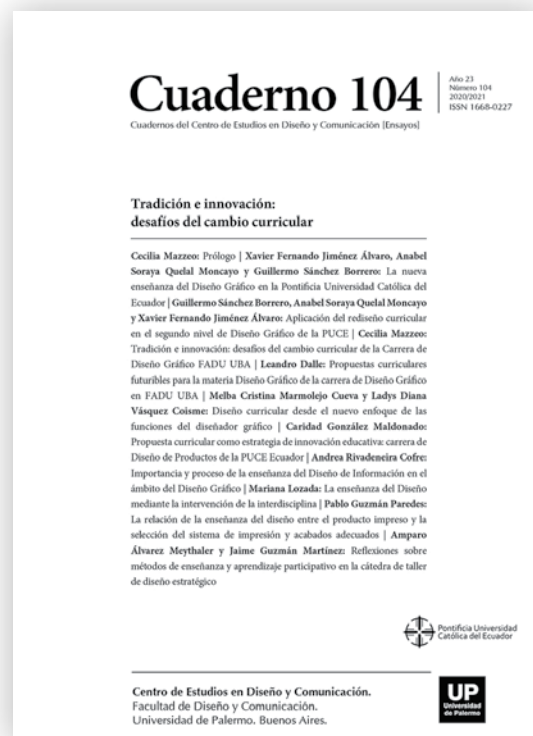 Cuaderno 104
Año 23
Número 104
2020/2021
ISSN 1668-0227
Cuadernos del Centro de Estudios en Diseño y Comunicación [Ensayos]
Tradición e innovación:
desafíos del cambio curricular
Cecilia Mazzeo: Prólogo | Xavier Fernando Jiménez Álvaro, Anabel
Soraya Quelal Moncayo y Guillermo Sánchez Borrero: La nueva
enseñanza del Diseño Gráfico en la Pontificia Universidad Católica del
Ecuador | Guillermo Sánchez Borrero, Anabel Soraya Quelal Moncayo
y Xavier Fernando Jiménez Álvaro: Aplicación del rediseño curricular
en el segundo nivel de Diseño Gráfico de la PUCE | Cecilia Mazzeo:
Tradición e innovación: desafíos del cambio curricular de la Carrera de
Diseño Gráfico FADU UBA | Leandro Dalle: Propuestas curriculares
futuribles para la materia Diseño Gráfico de la carrera de Diseño Gráfico
en FADU UBA | Melba Cristina Marmolejo Cueva y Ladys Diana
Vásquez Coisme: Diseño curricular desde el nuevo enfoque de las
funciones del diseñador gráfico | Caridad González Maldonado:
Propuesta curricular como estrategia de innovación educativa: carrera de
Diseño de Productos de la PUCE Ecuador | Andrea Rivadeneira Cofre:
Importancia y proceso de la enseñanza del Diseño de Información en el
ámbito del Diseño Gráfico | Mariana Lozada: La enseñanza del Diseño
mediante la intervención de la interdisciplina | Pablo Guzmán Paredes:
La relación de la enseñanza del diseño entre el producto impreso y la
selección del sistema de impresión y acabados adecuados | Amparo
Álvarez Meythaler y Jaime Guzmán Martínez: Reflexiones sobre
métodos de enseñanza y aprendizaje participativo en la cátedra de taller
de diseño estratégico
Pontificia Universidad
Católica del Ecuador
Centro de Estudios en Diseño y Comunicación.
Facultad de Diseño y Comunicación.
Universidad de Palermo. Buenos Aires.
UP
Universidad
de Palermo